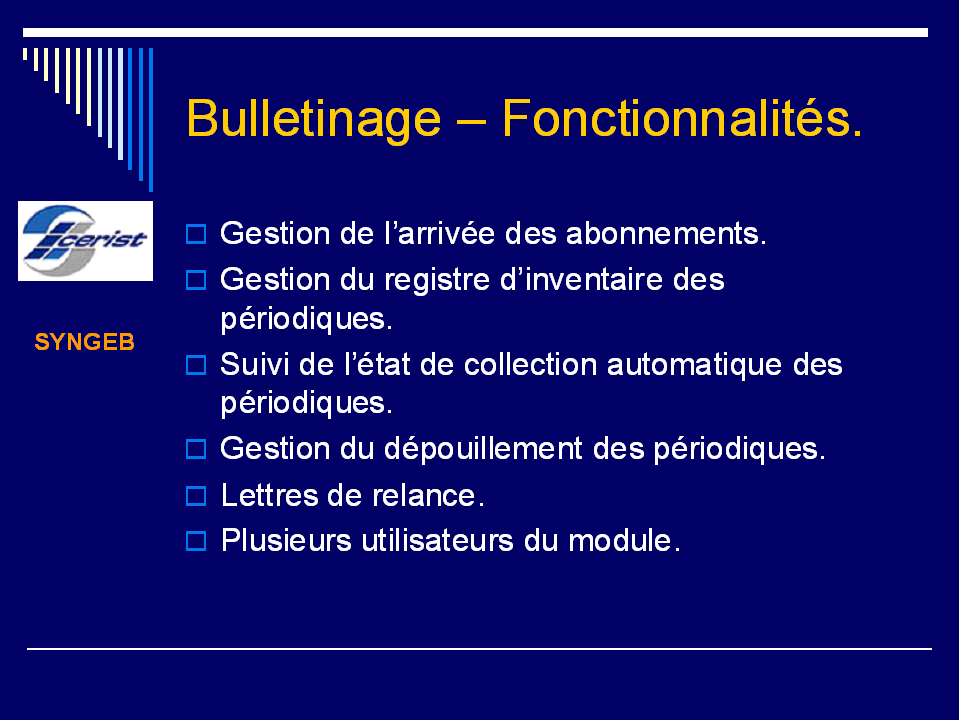 Bulletinage – Fonctionnalités.
cerist
SYNGEB
Gestion de l’arrivée des abonnements.
Gestion du registre d’inventaire des
périodiques.
Suivi de l’état de collection automatique des
périodiques.
Gestion du dépouillement des périodiques.
Lettres de relance.
Plusieurs utilisateurs du module.